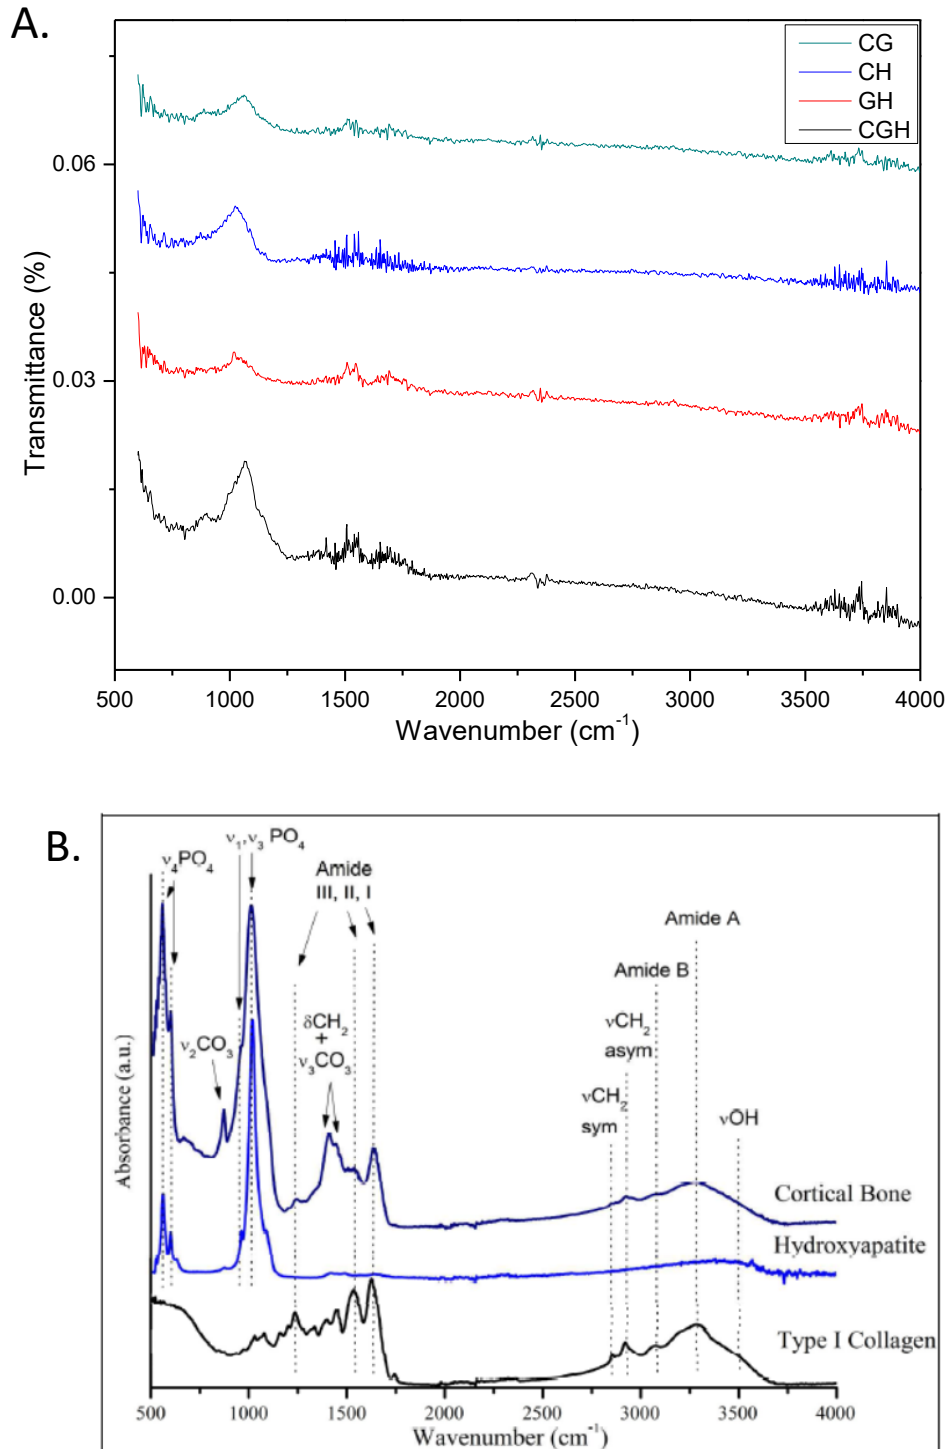 A.
CG
CH
GH
CGH
0.06
0.03
0.00
Transmittance (%)
500 1000 1500 2000 2500 3000 3500 4000
Wavenumber (cm⁻¹)
B.
ν₁,ν₃ PO₄
ν₄PO₄
Amide
III, II, I
Amide A
Amide B
δCH₂
+
ν₃CO₃
ν₂CO₃
νCH₂
asym
νCH₂
sym
νOH
Absorbance (a.u.)
Cortical Bone
Hydroxyapatite
Type I Collagen
500 1000 1500 2000 2500 3000 3500 4000
Wavenumber (cm⁻¹)